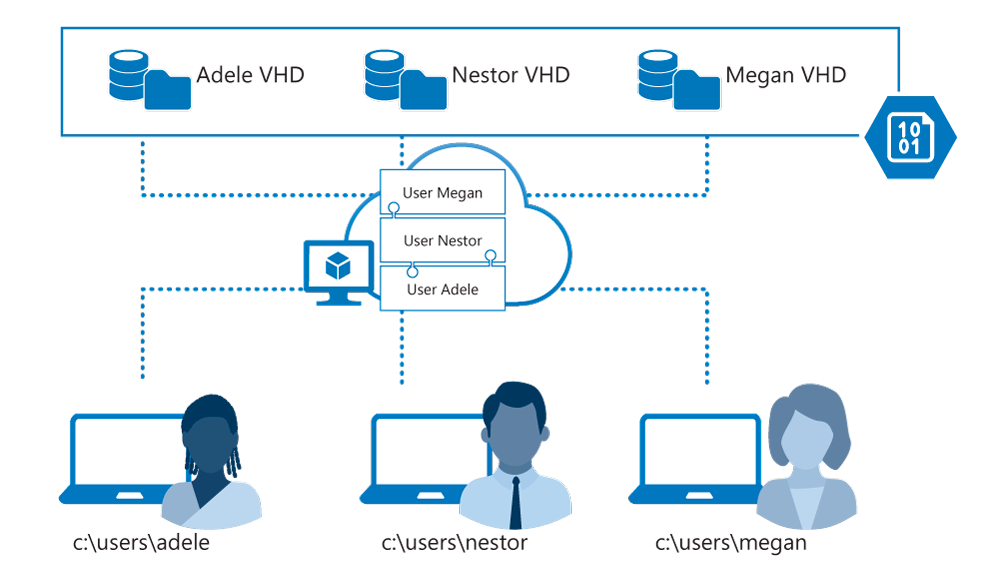 Adele VHD
Nestor VHD
Megan VHD
10
01
User Megan
User Nestor
User Adele
c:\users\adele
c:\users\nestor
c:\users\megan